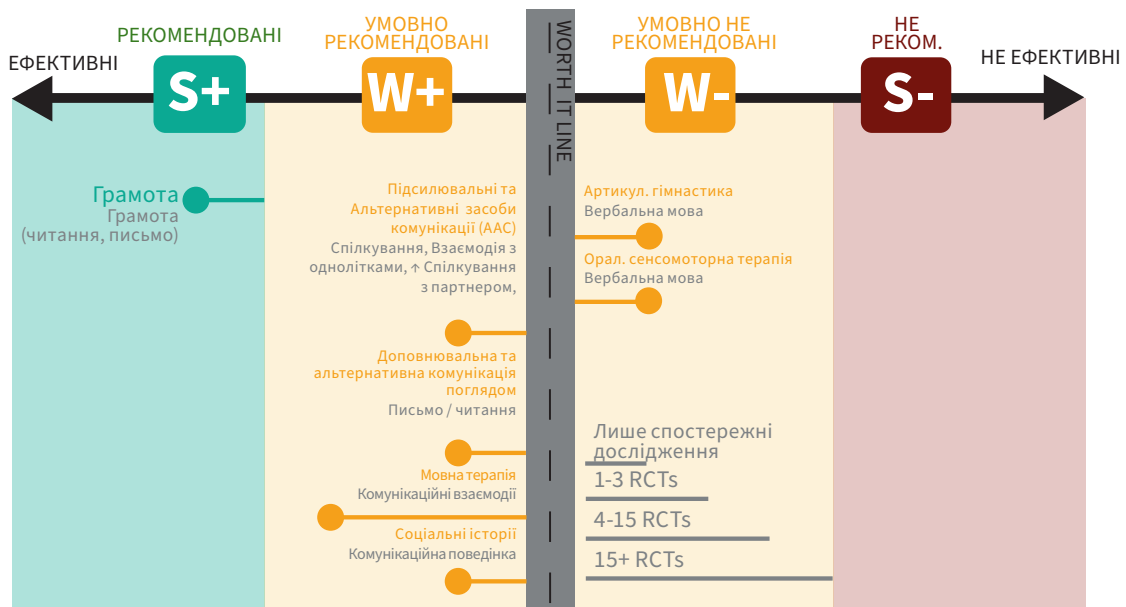 РЕКОМЕНДОВАНІ
УМОВНО
РЕКОМЕНДОВАНІ
УМОВНО НЕ
РЕКОМЕНДОВАНІ
НЕ
РЕКОМ.
ЕФЕКТИВНІ
НЕ ЕФЕКТИВНІ
S+
W+
W-
S-
WORTH IT LINE
Грамота
Грамота
(читання, письмо)
Підсилювальні та
Альтернативні засоби
комунікації (AAC)
Спілкування, Взаємодія з
однолітками, ↑ Спілкування
з партнером,
Доповнювальна та
альтернативна комунікація
поглядом
Письмо / читання
Мовна терапія
Комунікаційні взаємодії
Соціальні історії
Комунікаційна поведінка
Артикул. гімнастика
Вербальна мова
Орал. сенсомоторна терапія
Вербальна мова
Лише спостережні
дослідження
1-3 RCTs
4-15 RCTs
15+ RCTs